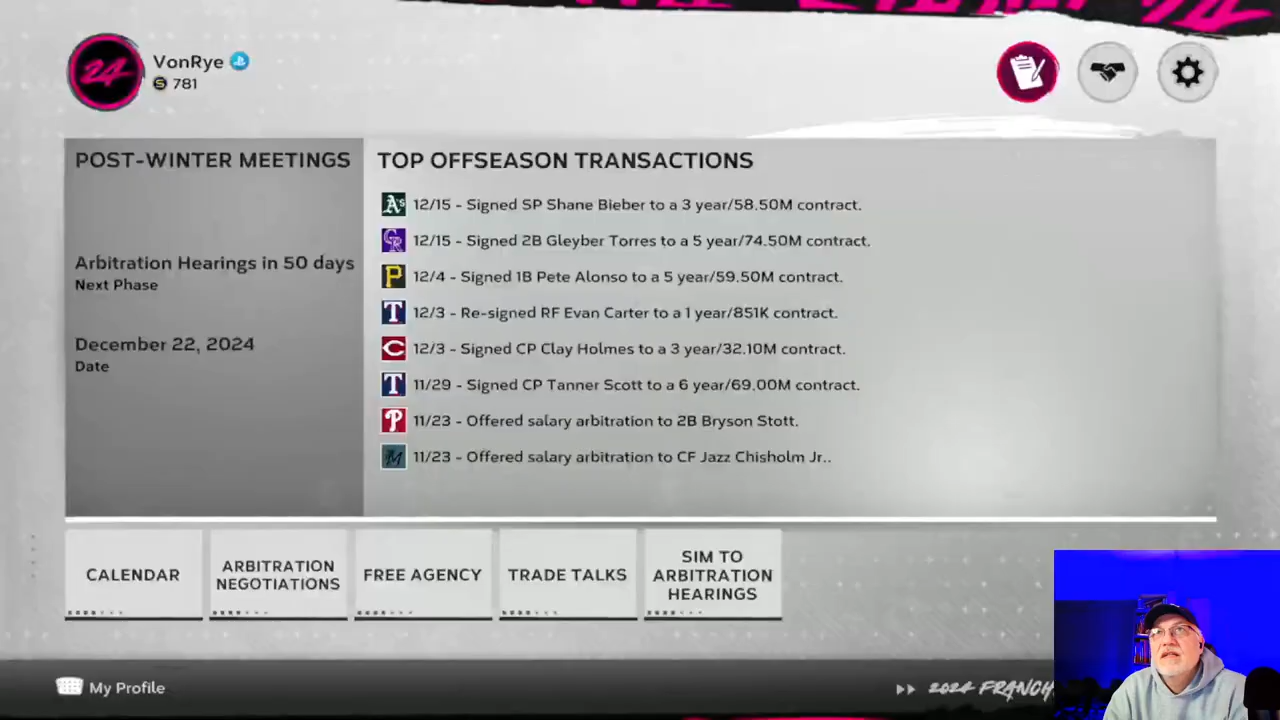 24
VonRye
S 781
POST-WINTER MEETINGS
Arbitration Hearings in 50 days
Next Phase
December 22, 2024
Date
TOP OFFSEASON TRANSACTIONS
A's 12/15 - Signed SP Shane Bieber to a 3 year/58.50M contract.
CR 12/15 - Signed 2B Gleyber Torres to a 5 year/74.50M contract.
P 12/4 - Signed 1B Pete Alonso to a 5 year/59.50M contract.
T 12/3 - Re-signed RF Evan Carter to a 1 year/851K contract.
C 12/3 - Signed CP Clay Holmes to a 3 year/32.10M contract.
T 11/29 - Signed CP Tanner Scott to a 6 year/69.00M contract.
P 11/23 - Offered salary arbitration to 2B Bryson Stott.
M 11/23 - Offered salary arbitration to CF Jazz Chisholm Jr..
CALENDAR
ARBITRATION
NEGOTIATIONS
FREE AGENCY
TRADE TALKS
SIM TO
ARBITRATION
HEARINGS
My Profile
2024 FRANCH